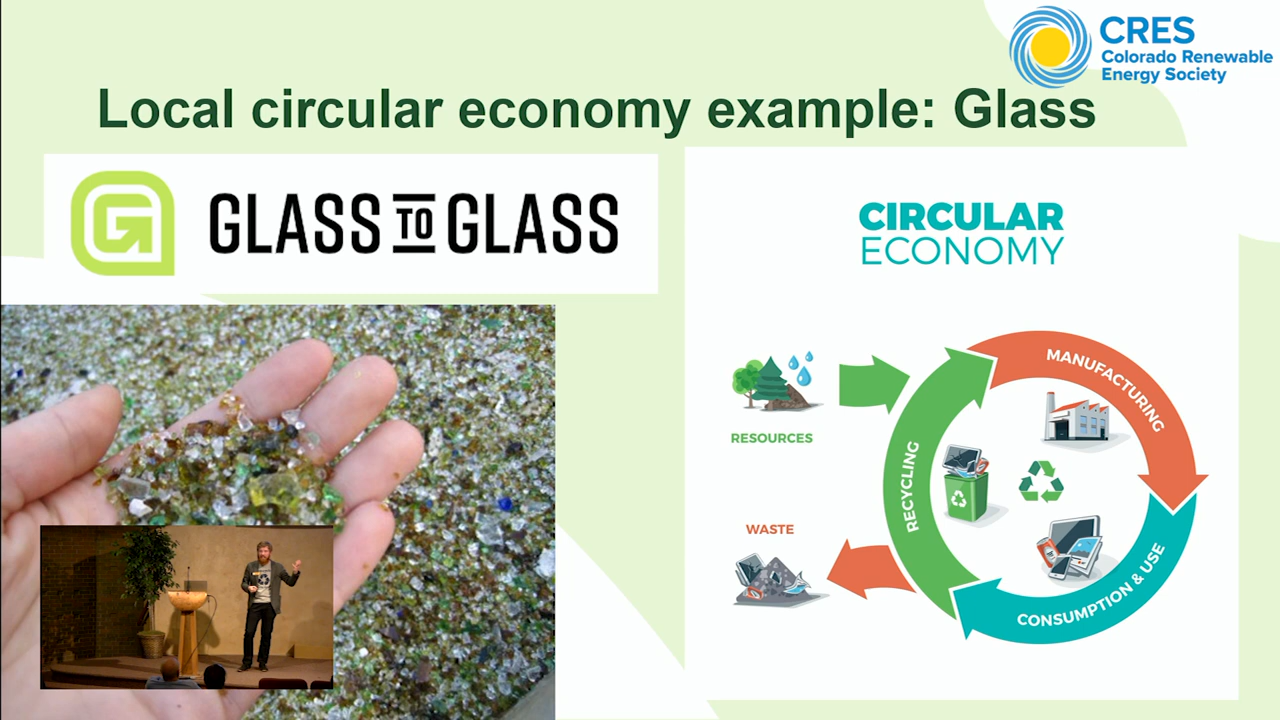 CRES
Colorado Renewable
Energy Society
Local circular economy example: Glass
GLASS TO GLASS
CIRCULAR
ECONOMY
MANUFACTURING
RESOURCES
RECYCLING
WASTE
CONSUMPTION & USE